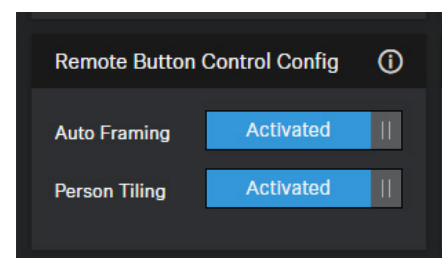 Remote Button Control Config
Auto Framing Activated
Person Tiling Activated